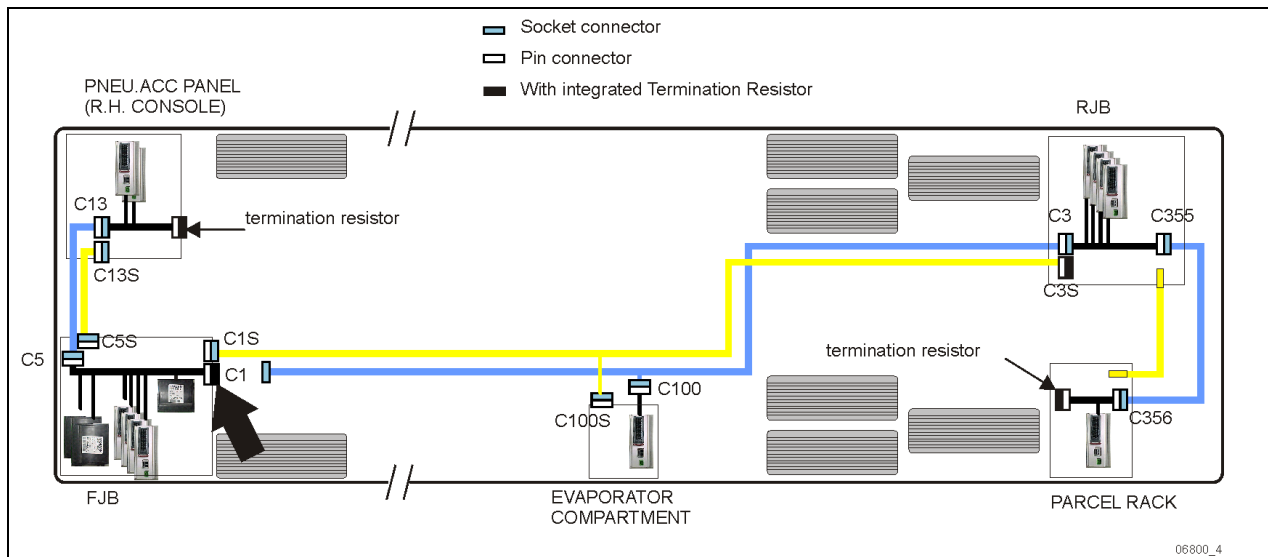 Socket connector
Pin connector
With integrated Termination Resistor
PNEU.ACC PANEL
(R.H. CONSOLE)
RJB
C13
termination resistor
C13S
C3
C355
C3S
C5
C5S
C1S
C1
termination resistor
C100
C100S
C356
FJB
EVAPORATOR
COMPARTMENT
PARCEL RACK
06800_4